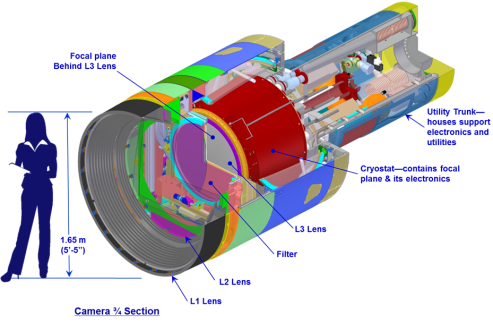 Focal plane
Behind L3 Lens
Utility Trunk—
houses support
electronics and
utilities
Cryostat—contains focal
plane & its electronics
1.65 m
(5'-5")
L3 Lens
Filter
L2 Lens
L1 Lens
Camera ¾ Section